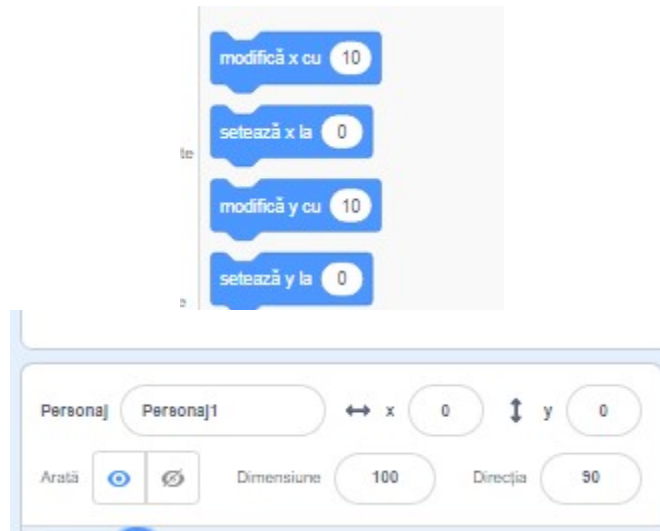 modifică x cu 10
setează x la 0
te
modifică y cu 10
setează y la 0
e
Personaj Personaj1 x 0 y 0
Arată Dimensiune 100 Direcția 90